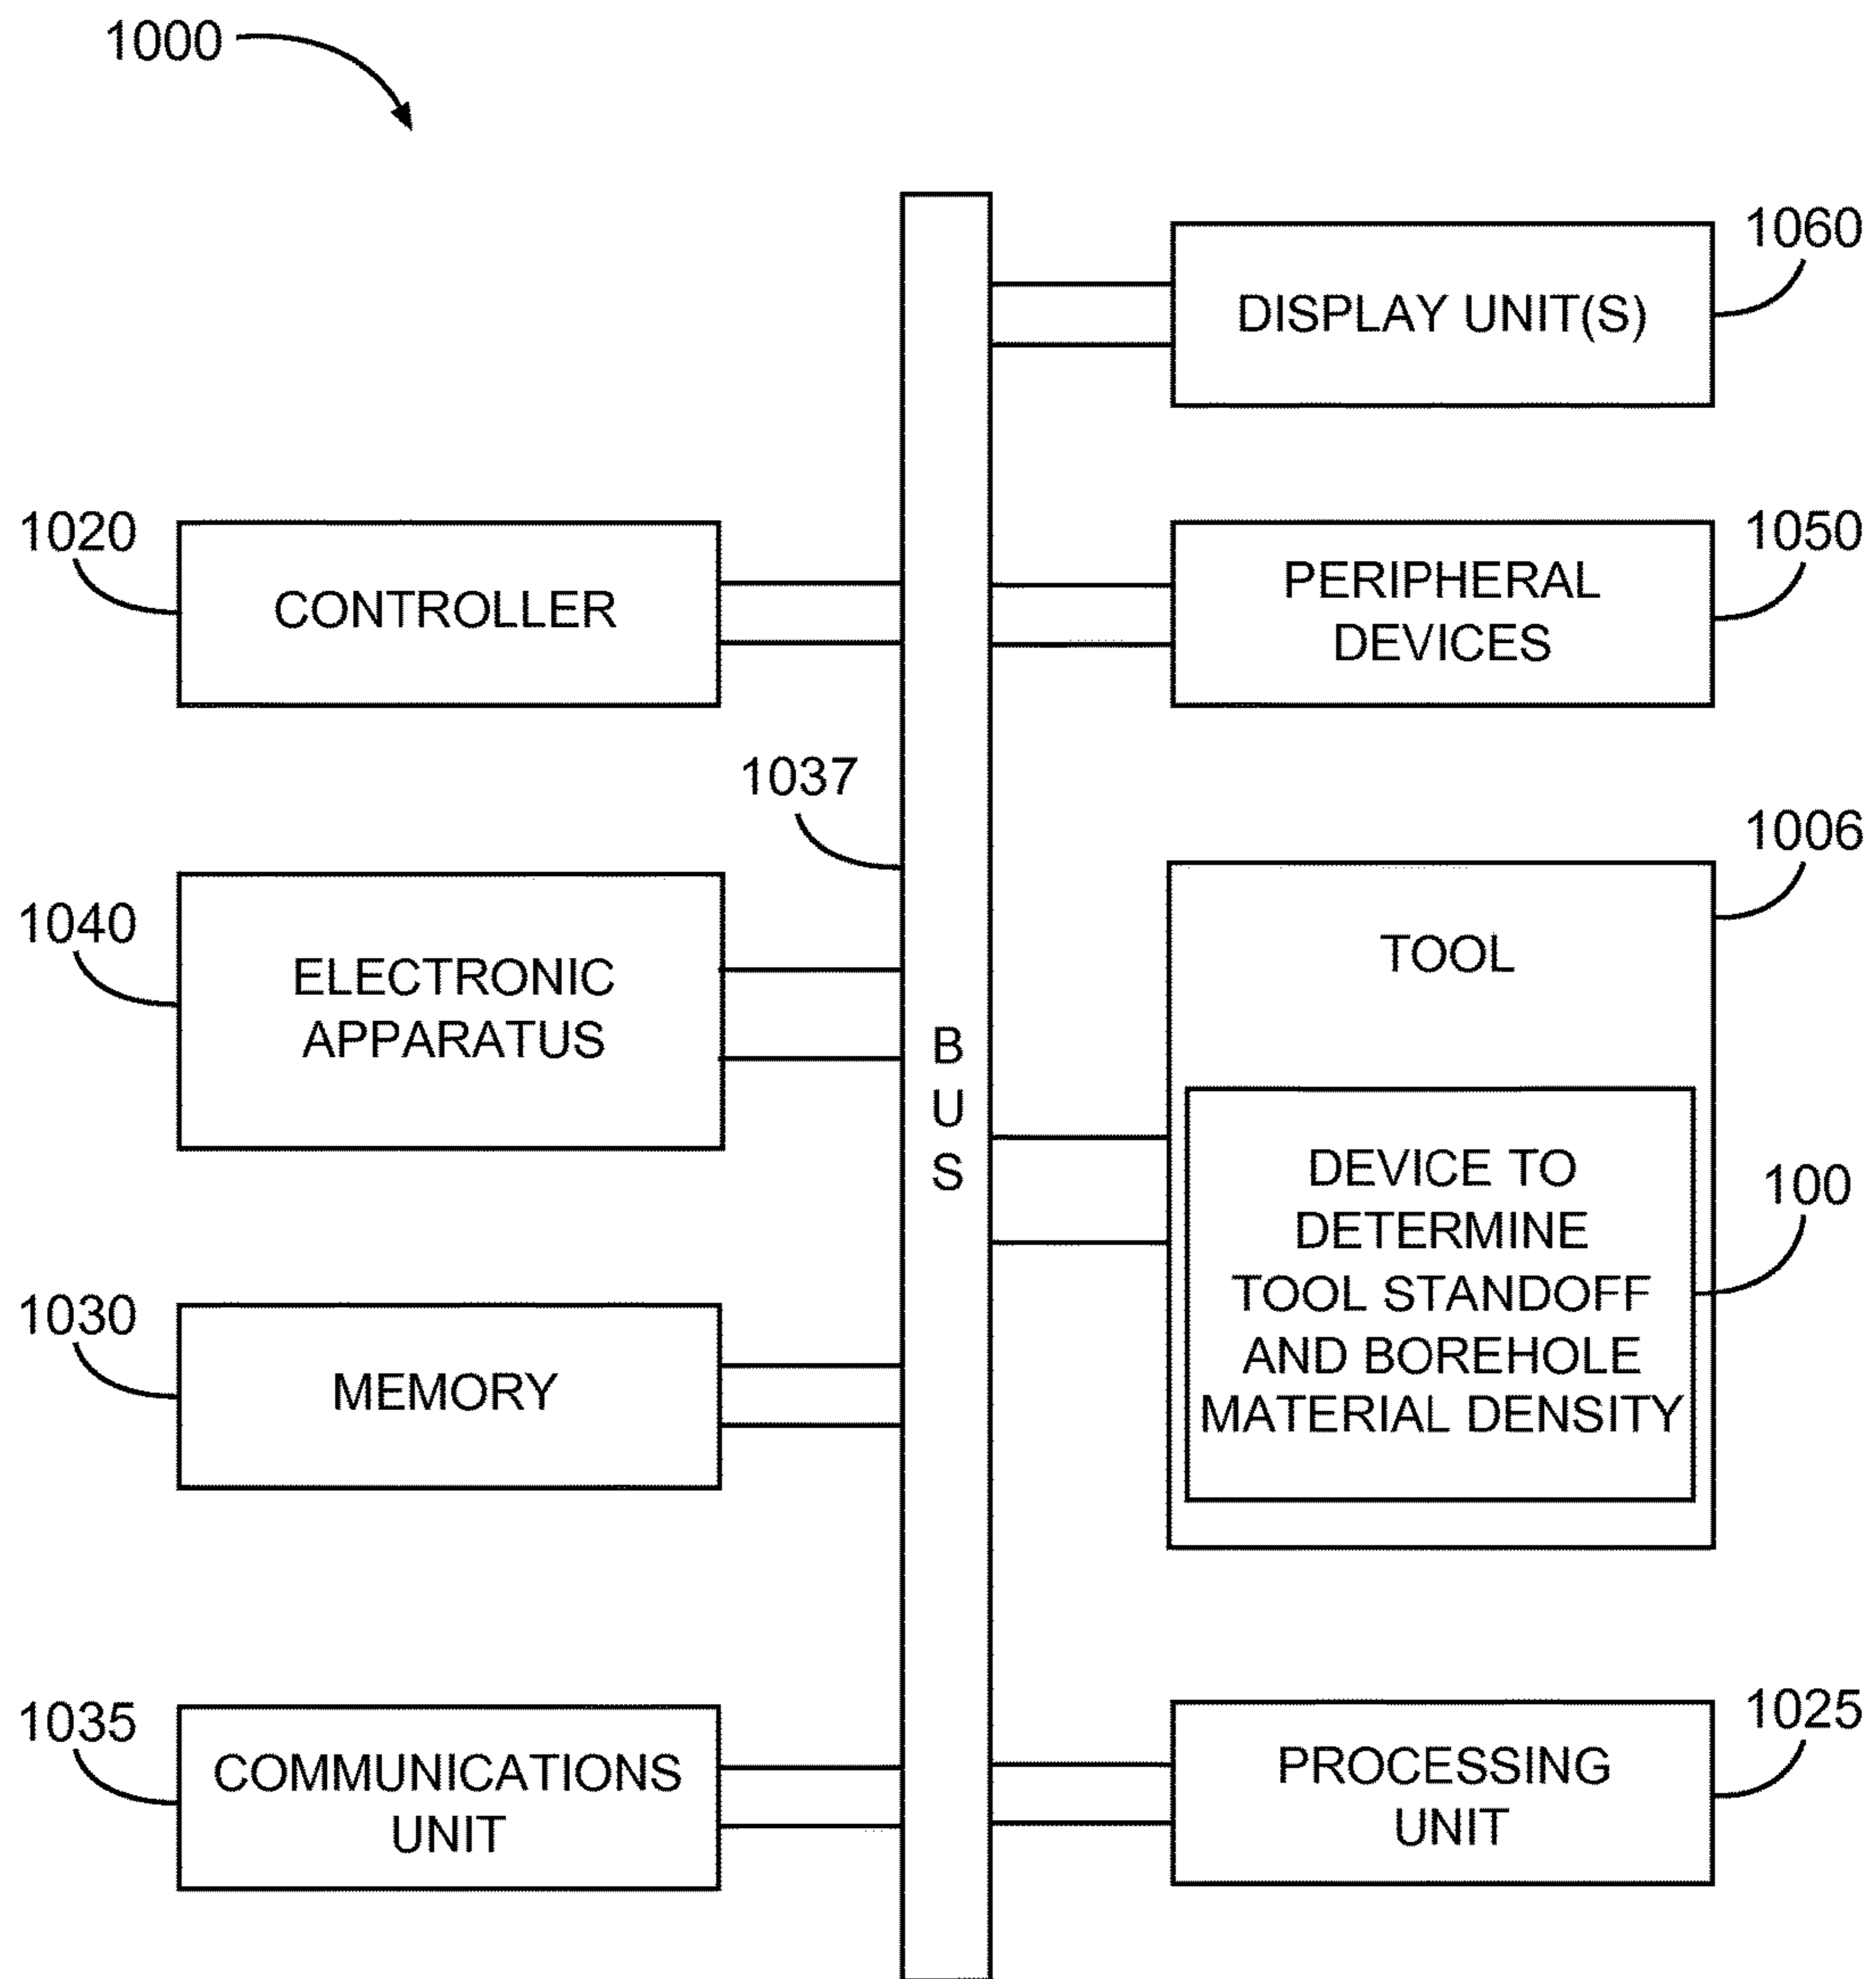 1000
1060
DISPLAY UNIT(S)
1020
CONTROLLER
1050
PERIPHERAL
DEVICES
1037
1006
TOOL
1040
ELECTRONIC
APPARATUS
B
U
S
DEVICE TO
DETERMINE
TOOL STANDOFF
AND BOREHOLE
MATERIAL DENSITY
100
1030
MEMORY
1035
COMMUNICATIONS
UNIT
1025
PROCESSING
UNIT